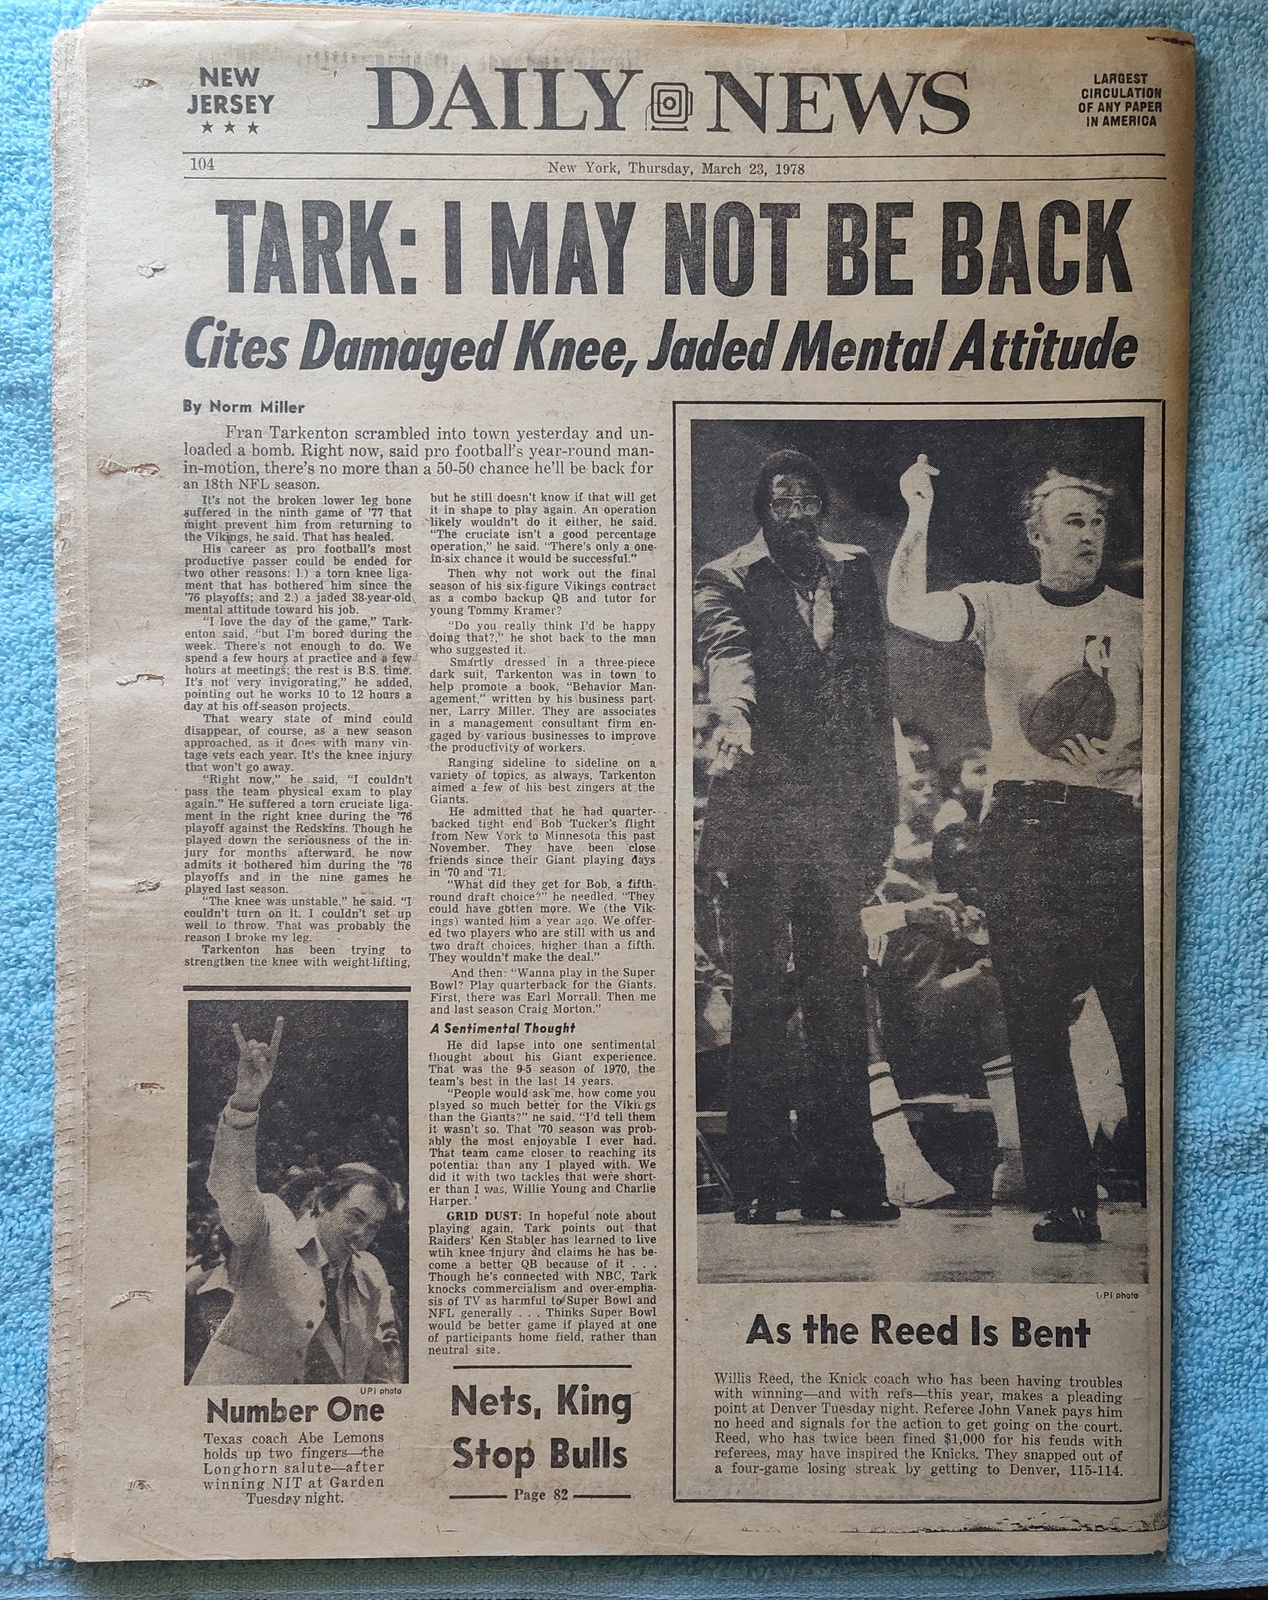 NEW
JERSEY
★ ★ ★
DAILY NEWS
LARGEST
CIRCULATION
OF ANY PAPER
IN AMERICA
104
New York, Thursday, March 23, 1978
TARK: I MAY NOT BE BACK
Cites Damaged Knee, Jaded Mental Attitude
By Norm Miller
Fran Tarkenton scrambled into town yesterday and un-
loaded a bomb. Right now, said pro football's year-round man-
in-motion, there's no more than a 50-50 chance he'll be back for
an 18th NFL season.
It's not the broken lower leg bone
suffered in the ninth game of '77 that
might prevent him from returning to
the Vikings, he said. That has healed.
His career as pro football's most
productive passer could be ended for
two other reasons: 1.) a torn knee liga-
ment that has bothered him since the
'76 playoffs; and 2.) a jaded 38-year-old
mental attitude toward his job.
"I love the day of the game," Tark-
enton said, "but I'm bored during the
week. There's not enough to do. We
spend a few hours at practice and a few
hours at meetings; the rest is B.S. time.
It's not very invigorating," he added,
pointing out he works 10 to 12 hours a
day at his off-season projects.
That weary state of mind could
disappear, of course, as a new season
approached, as it does with many vin-
tage vets each year. It's the knee injury
that won't go away.
"Right now," he said, "I couldn't
pass the team physical exam to play
again." He suffered a torn cruciate liga-
ment in the right knee during the '76
playoff against the Redskins. Though he
played down the seriousness of the in-
jury for months afterward, he now
admits it bothered him during the '76
playoffs and in the nine games he
played last season.
"The knee was unstable," he said. "I
couldn't turn on it. I couldn't set up
well to throw. That was probably the
reason I broke my leg.
Tarkenton has been trying to
strengthen the knee with weight-lifting,
but he still doesn't know if that will get
it in shape to play again. An operation
likely wouldn't do it either, he said.
"The cruciate isn't a good percentage
operation," he said. "There's only a one-
in-six chance it would be successful."
Then why not work out the final
season of his six-figure Vikings contract
as a combo backup QB and tutor for
young Tommy Kramer?
"Do you really think I'd be happy
doing that?," he shot back to the man
who suggested it.
Smartly dressed in a three-piece
dark suit, Tarkenton was in town to
help promote a book, "Behavior Man-
agement," written by his business part-
ner, Larry Miller. They are associates
in a management consultant firm en-
gaged by various businesses to improve
the productivity of workers.
Ranging sideline to sideline on a
variety of topics, as always, Tarkenton
aimed a few of his best zingers at the
Giants.
He admitted that he had quarter-
backed tight end Bob Tucker's flight
from New York to Minnesota this past
November. They have been close
friends since their Giant playing days
in '70 and '71.
"What did they get for Bob, a fifth-
round draft choice?" he needled. "They
could have gotten more. We (the Vik-
ings) wanted him a year ago. We offer-
ed two players who are still with us and
two draft choices, higher than a fifth.
They wouldn't make the deal."
And then: "Wanna play in the Super
Bowl? Play quarterback for the Giants.
First, there was Earl Morrall. Then me
and last season Craig Morton."
A Sentimental Thought
He did lapse into one sentimental
thought about his Giant experience.
That was the 9-5 season of 1970, the
team's best in the last 14 years.
"People would ask me, how come you
played so much better for the Vikings
than the Giants?" he said. "I'd tell them
it wasn't so. That '70 season was prob-
ably the most enjoyable I ever had.
That team came closer to reaching its
potential than any I played with. We
did it with two tackles that were short-
er than I was, Willie Young and Charlie
Harper.'
GRID DUST: In hopeful note about
playing again, Tark points out that
Raiders' Ken Stabler has learned to live
wtih knee injury and claims he has be-
come a better QB because of it . . .
Though he's connected with NBC, Tark
knocks commercialism and over-empha-
sis of TV as harmful to Super Bowl and
NFL generally . . . Thinks Super Bowl
would be better game if played at one
of participants home field, rather than
neutral site.
UPI photo
Number One
Texas coach Abe Lemons
holds up two fingers—the
Longhorn salute—after
winning NIT at Garden
Tuesday night.
Nets, King
Stop Bulls
Page 82
UPI photo
As the Reed Is Bent
Willis Reed, the Knick coach who has been having troubles
with winning—and with refs—this year, makes a pleading
point at Denver Tuesday night. Referee John Vanek pays him
no heed and signals for the action to get going on the court.
Reed, who has twice been fined $1,000 for his feuds with
referees, may have inspired the Knicks. They snapped out of
a four-game losing streak by getting to Denver, 115-114.